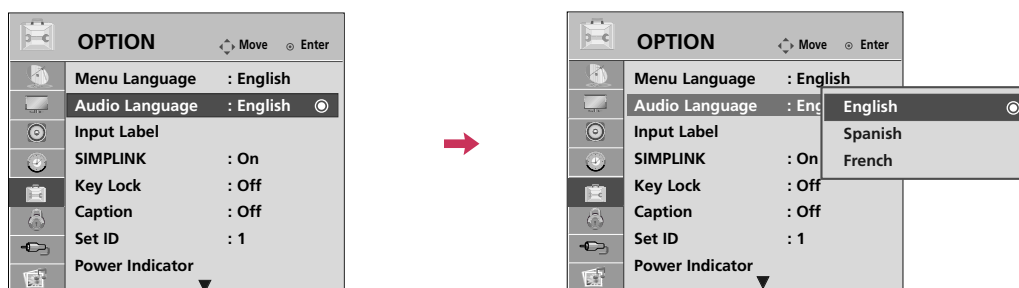 OPTION Move Enter
Menu Language : English
Audio Language : English
Input Label
SIMPLINK : On
Key Lock : Off
Caption : Off
Set ID : 1
Power Indicator
OPTION Move Enter
Menu Language : English
Audio Language : Eng
Input Label
SIMPLINK : On
Key Lock : Off
Caption : Off
Set ID : 1
Power Indicator
English
Spanish
French